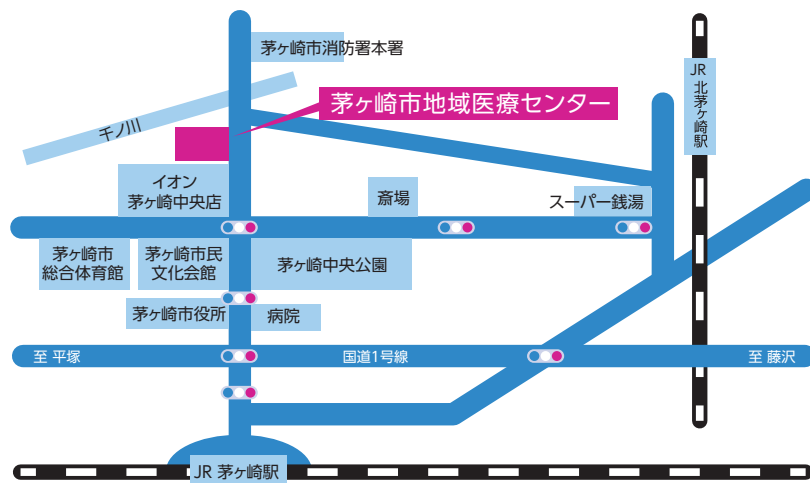 茅ヶ崎市消防署本署
JR
北茅ヶ崎駅
茅ヶ崎市地域医療センター
千ノ川
イオン
茅ヶ崎中央店
斎場
スーパー銭湯
茅ヶ崎市
総合体育館
茅ヶ崎市民
文化会館
茅ヶ崎中央公園
茅ヶ崎市役所
病院
至 平塚
国道1号線
至 藤沢
JR 茅ヶ崎駅